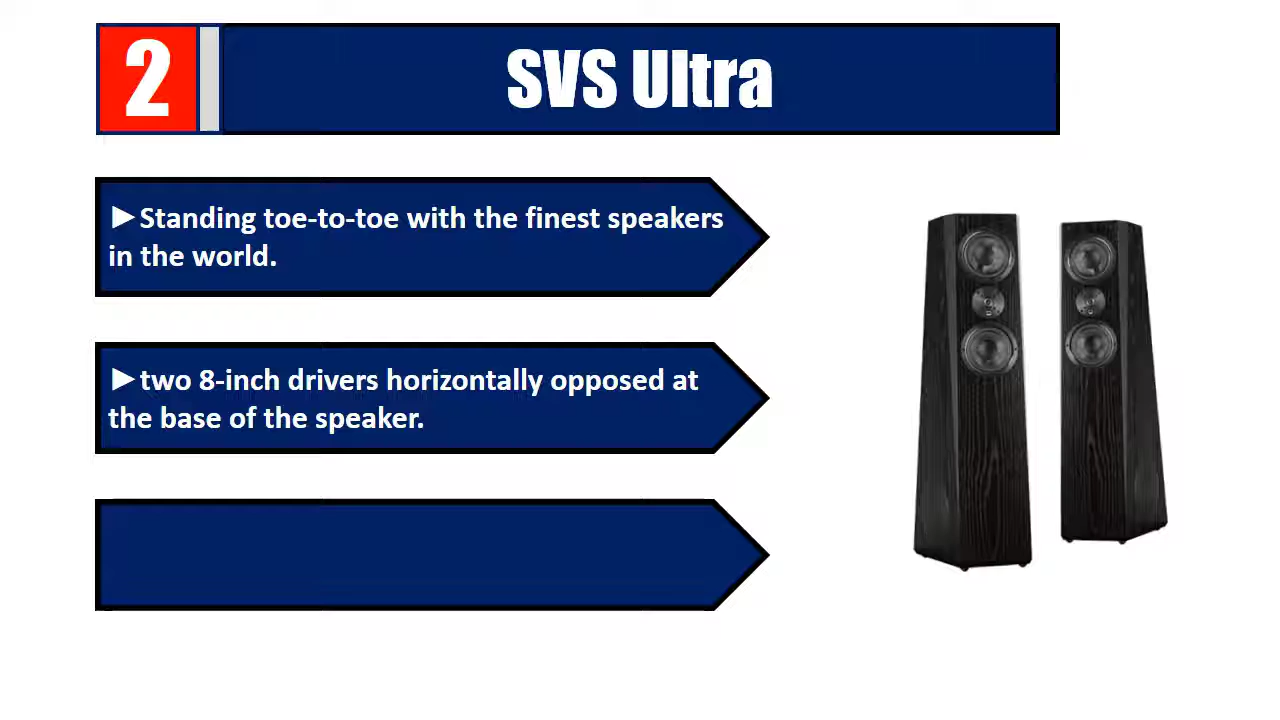 2
SVS Ultra
►Standing toe-to-toe with the finest speakers
in the world.
►two 8-inch drivers horizontally opposed at
the base of the speaker.